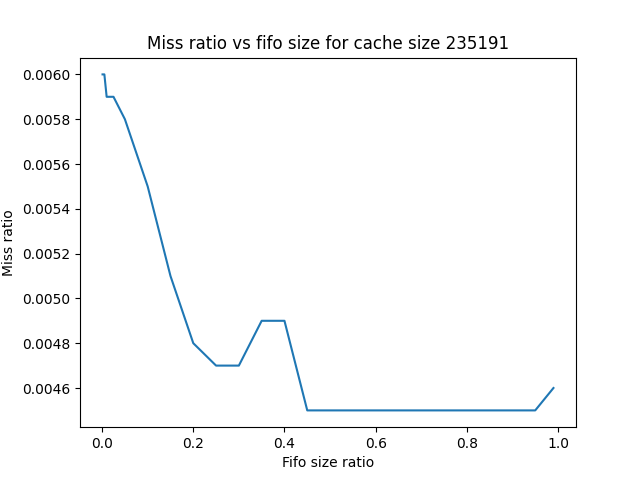 Miss ratio vs fifo size for cache size 235191
0.0060
0.0058
0.0056
0.0054
0.0052
0.0050
0.0048
0.0046
Miss ratio
0.0 0.2 0.4 0.6 0.8 1.0
Fifo size ratio